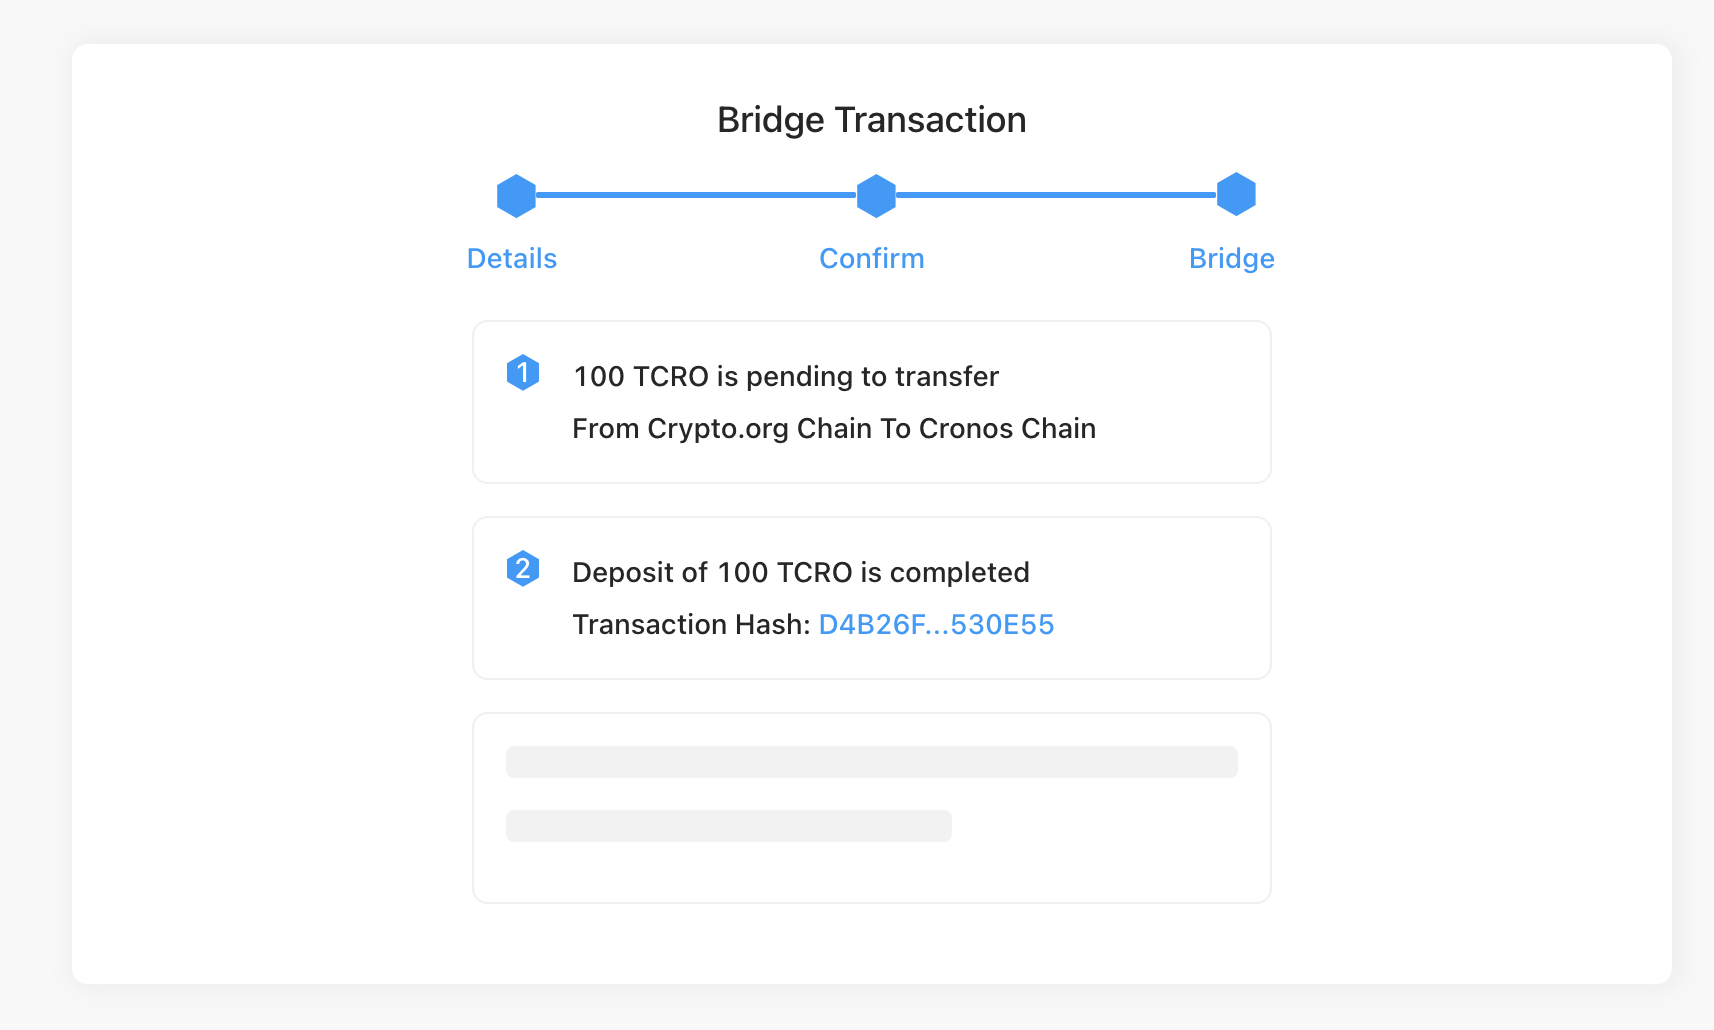 Bridge Transaction
Details Confirm Bridge
1 100 TCRO is pending to transfer
From Crypto.org Chain To Cronos Chain
2 Deposit of 100 TCRO is completed
Transaction Hash: D4B26F...530E55